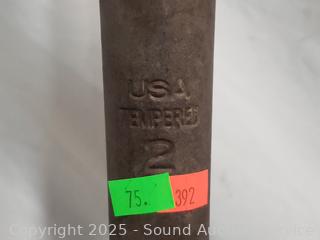 USA
TEMPERED
2
75. 392
Copyright 2025 - Sound Auction Service